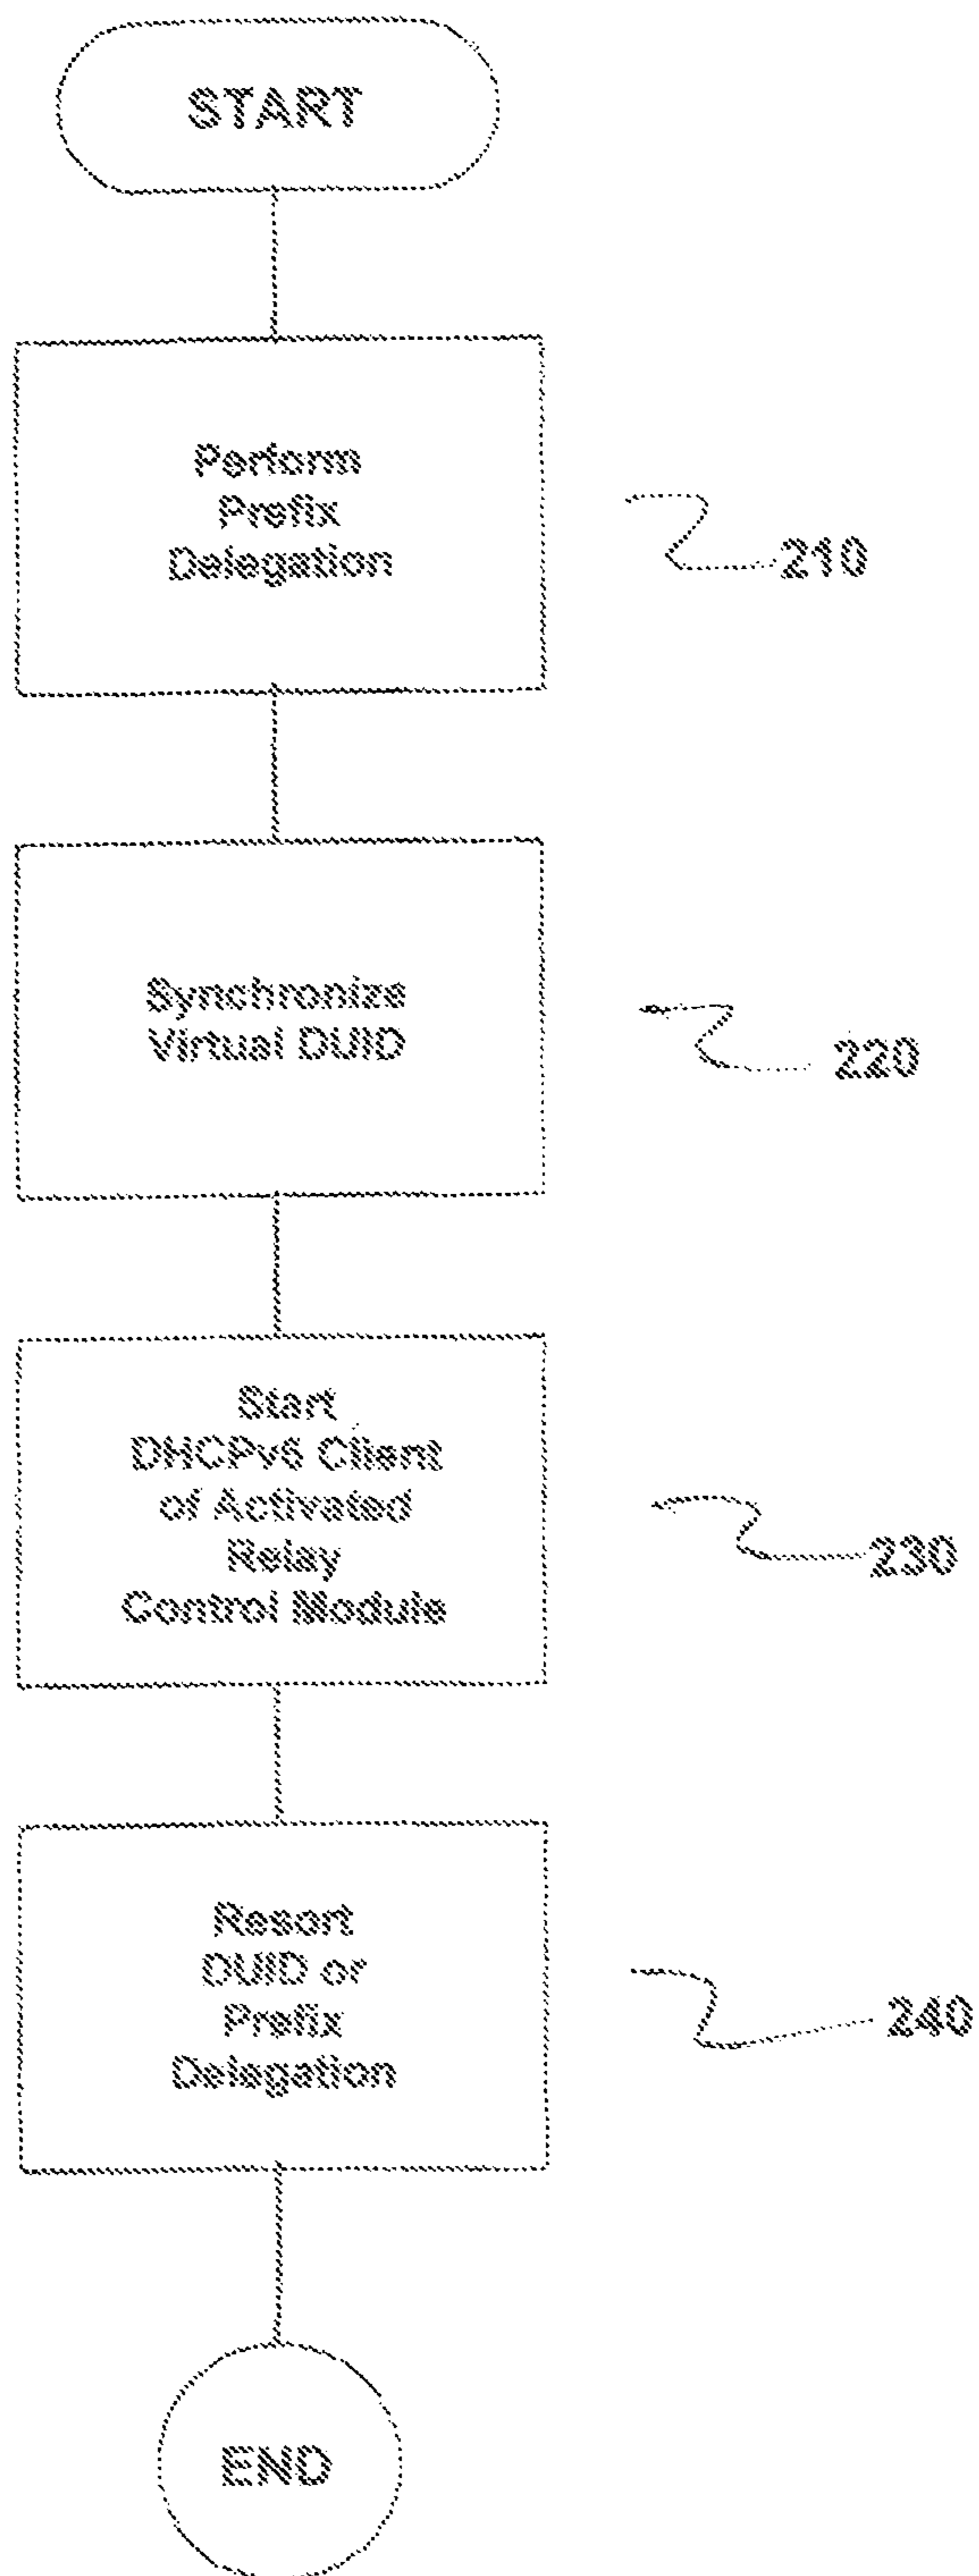 START
Perform
Prefix
Delegation
210
Synchronize
Virtual DUID
220
Start
DHCPv6 Client
of Activated
Relay
Control Module
230
Resort
DUID or
Prefix
Delegation
240
END